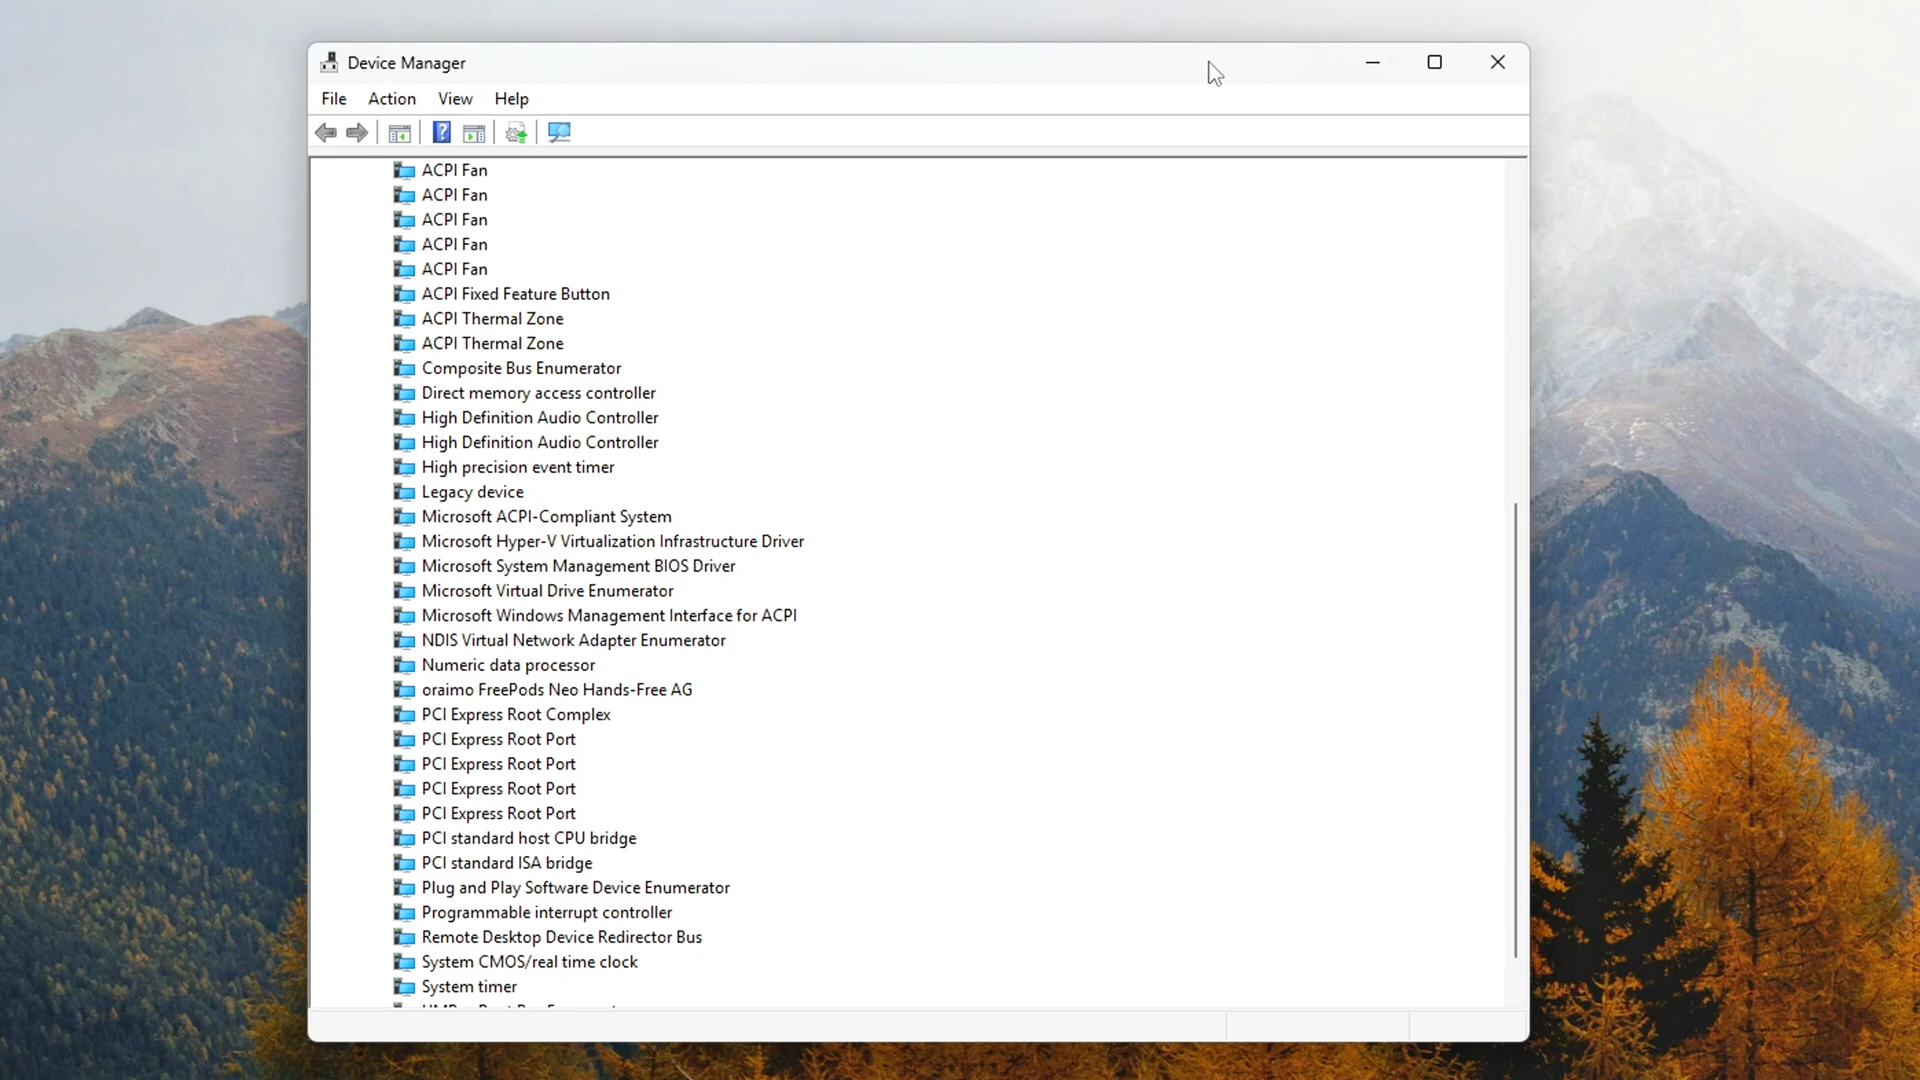 Device Manager
File Action View Help
ACPI Fan
ACPI Fan
ACPI Fan
ACPI Fan
ACPI Fan
ACPI Fixed Feature Button
ACPI Thermal Zone
ACPI Thermal Zone
Composite Bus Enumerator
Direct memory access controller
High Definition Audio Controller
High Definition Audio Controller
High precision event timer
Legacy device
Microsoft ACPI-Compliant System
Microsoft Hyper-V Virtualization Infrastructure Driver
Microsoft System Management BIOS Driver
Microsoft Virtual Drive Enumerator
Microsoft Windows Management Interface for ACPI
NDIS Virtual Network Adapter Enumerator
Numeric data processor
oraimo FreePods Neo Hands-Free AG
PCI Express Root Complex
PCI Express Root Port
PCI Express Root Port
PCI Express Root Port
PCI Express Root Port
PCI standard host CPU bridge
PCI standard ISA bridge
Plug and Play Software Device Enumerator
Programmable interrupt controller
Remote Desktop Device Redirector Bus
System CMOS/real time clock
System timer